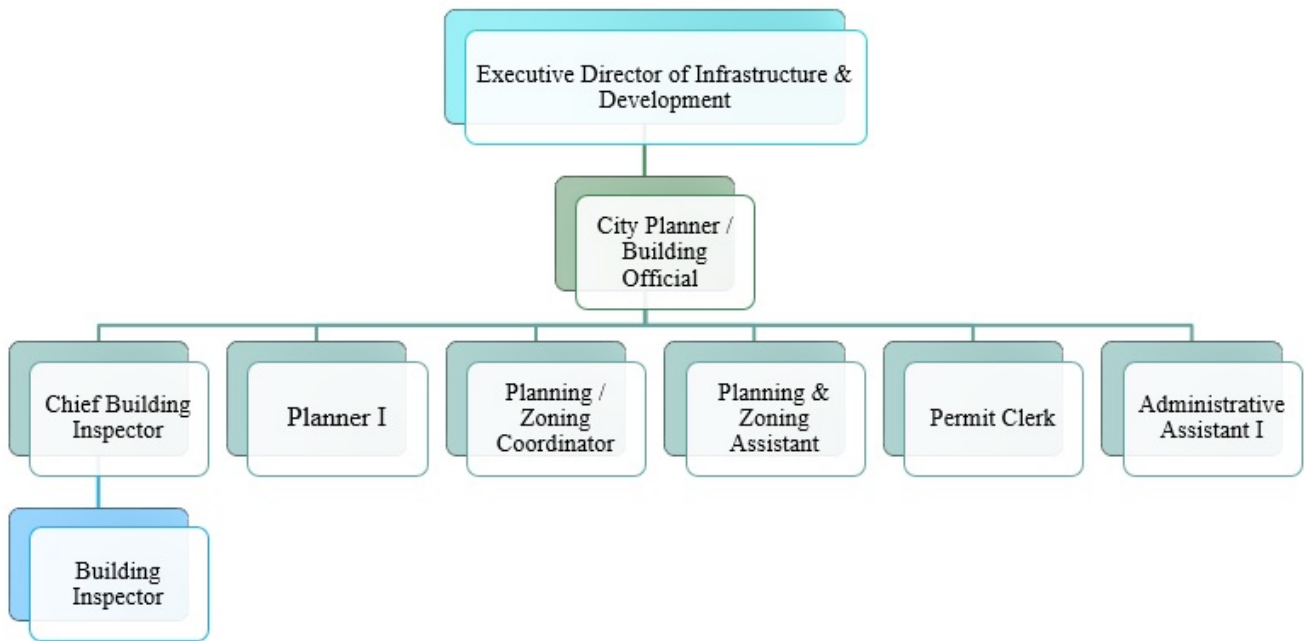 Executive Director of Infrastructure &
Development
City Planner /
Building
Official
Chief Building
Inspector
Planner I
Planning /
Zoning
Coordinator
Planning &
Zoning
Assistant
Permit Clerk
Administrative
Assistant I
Building
Inspector